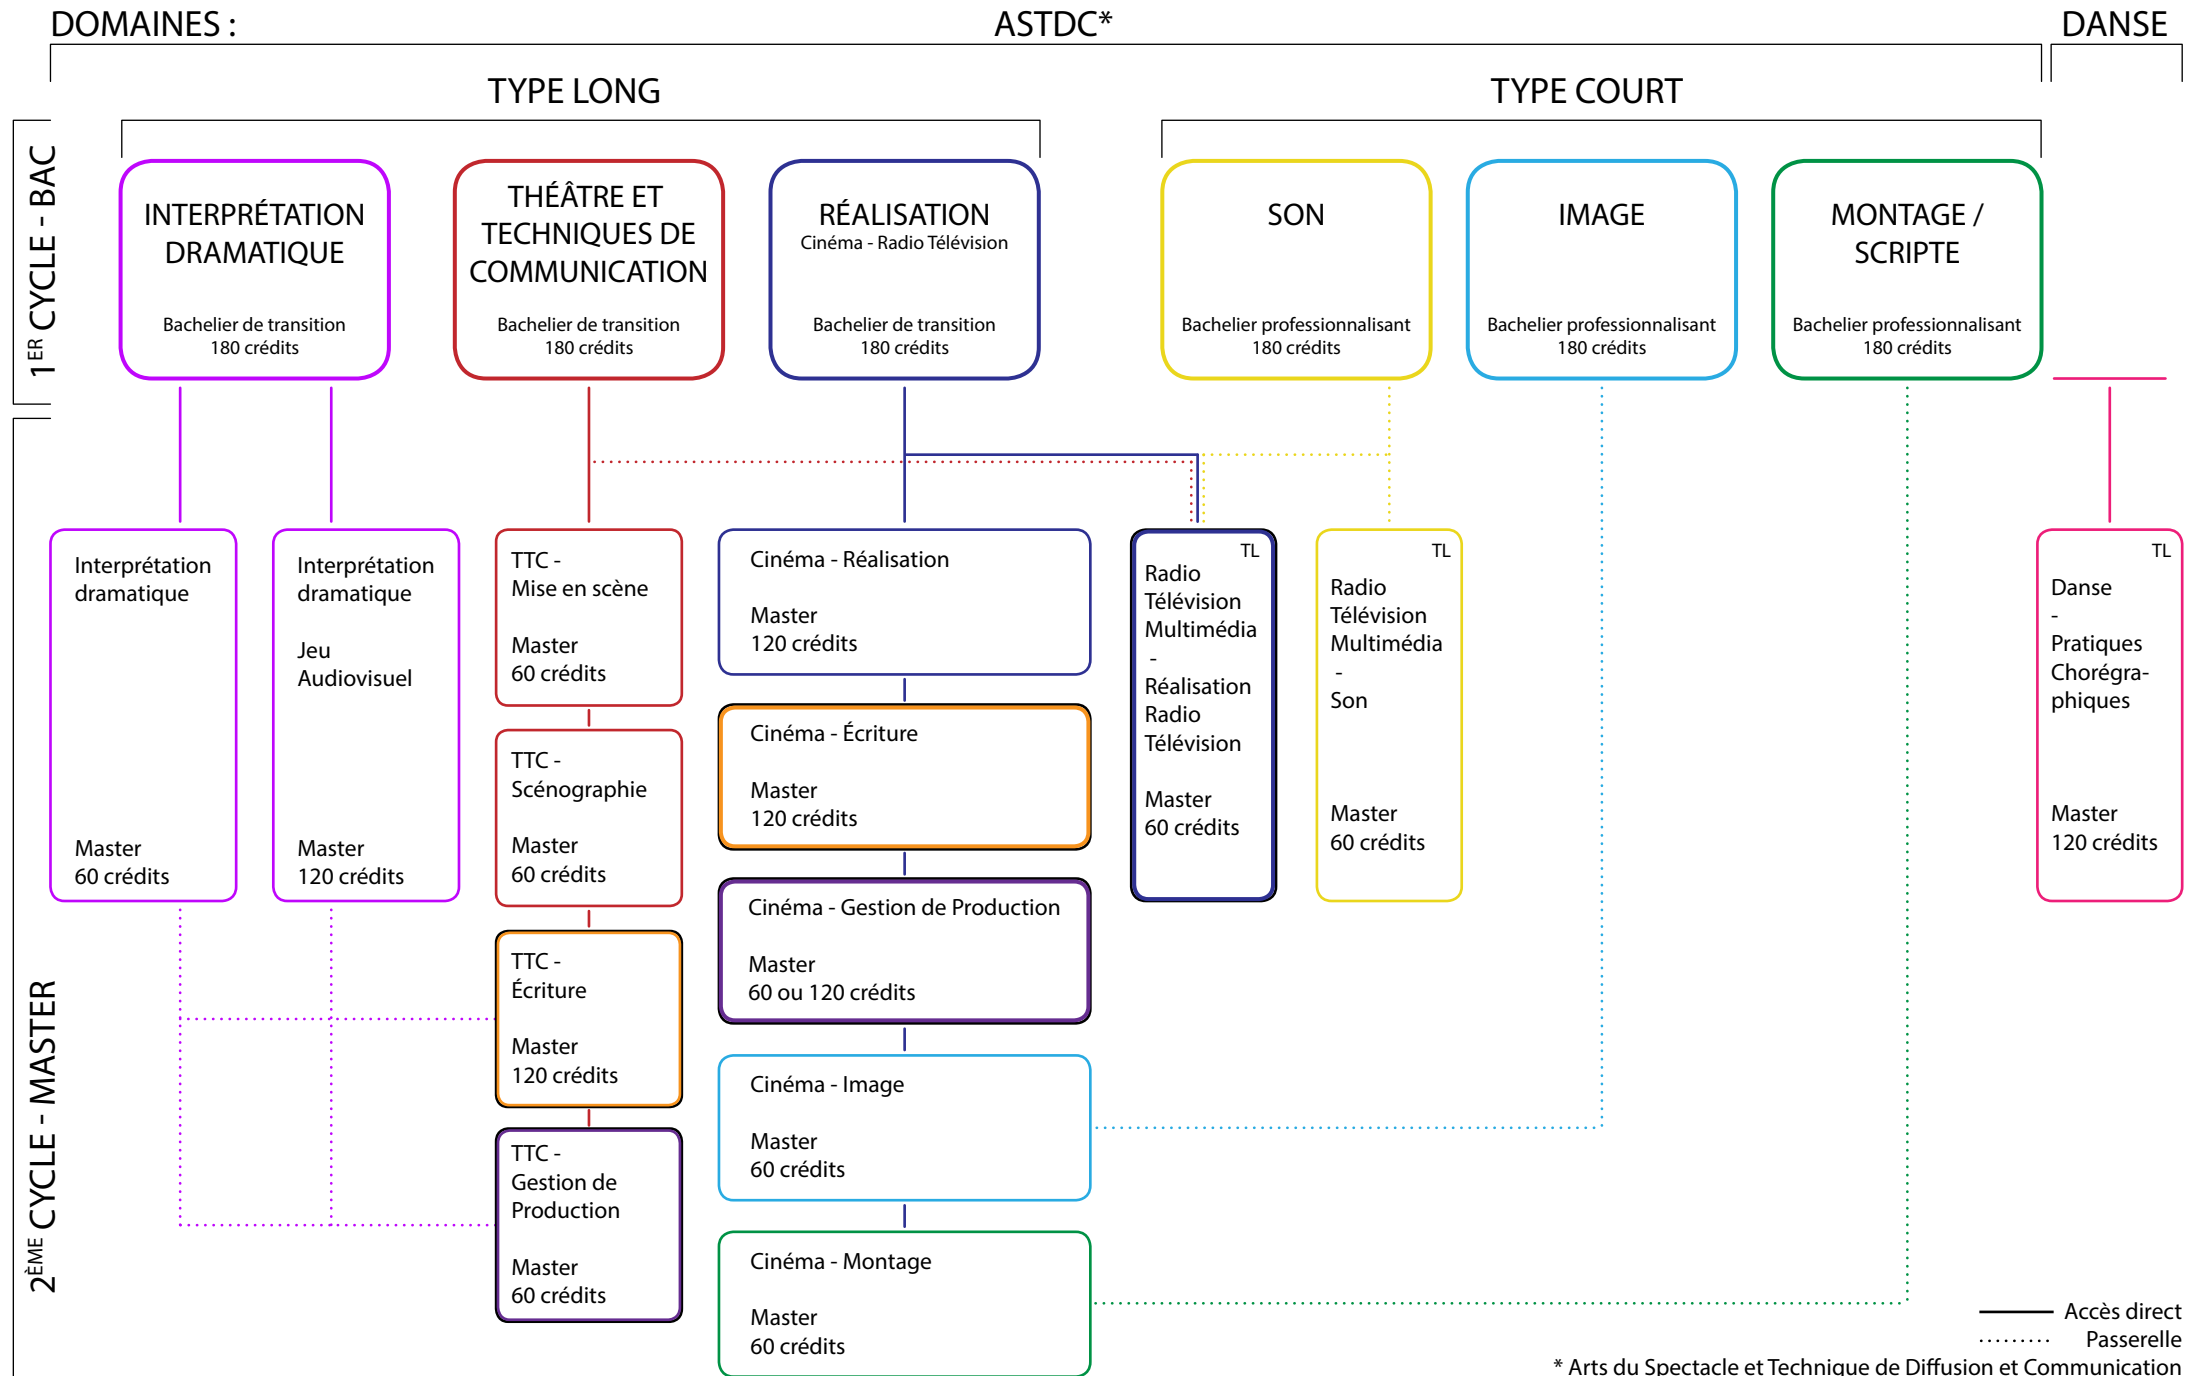 DOMAINES :
ASTDC*
DANSE
TYPE LONG
TYPE COURT
1ER CYCLE - BAC
INTERPRÉTATION
DRAMATIQUE
Bachelier de transition
180 crédits
THÉÂTRE ET
TECHNIQUES DE
COMMUNICATION
Bachelier de transition
180 crédits
RÉALISATION
Cinéma - Radio Télévision
Bachelier de transition
180 crédits
SON
Bachelier professionnalisant
180 crédits
IMAGE
Bachelier professionnalisant
180 crédits
MONTAGE /
SCRIPTE
Bachelier professionnalisant
180 crédits
2ÈME CYCLE - MASTER
Interprétation
dramatique
Master
60 crédits
Interprétation
dramatique
Jeu
Audiovisuel
Master
120 crédits
TTC -
Mise en scène
Master
60 crédits
TTC -
Scénographie
Master
60 crédits
TTC -
Écriture
Master
120 crédits
TTC -
Gestion de
Production
Master
60 crédits
Cinéma - Réalisation
Master
120 crédits
Cinéma - Écriture
Master
120 crédits
Cinéma - Gestion de Production
Master
60 ou 120 crédits
Cinéma - Image
Master
60 crédits
Cinéma - Montage
Master
60 crédits
TL
Radio
Télévision
Multimédia
-
Réalisation
Radio
Télévision
Master
60 crédits
TL
Radio
Télévision
Multimédia
-
Son
Master
60 crédits
TL
Danse
-
Pratiques
Chorégra-
phiques
Master
120 crédits
Accès direct
Passerelle
* Arts du Spectacle et Technique de Diffusion et Communication